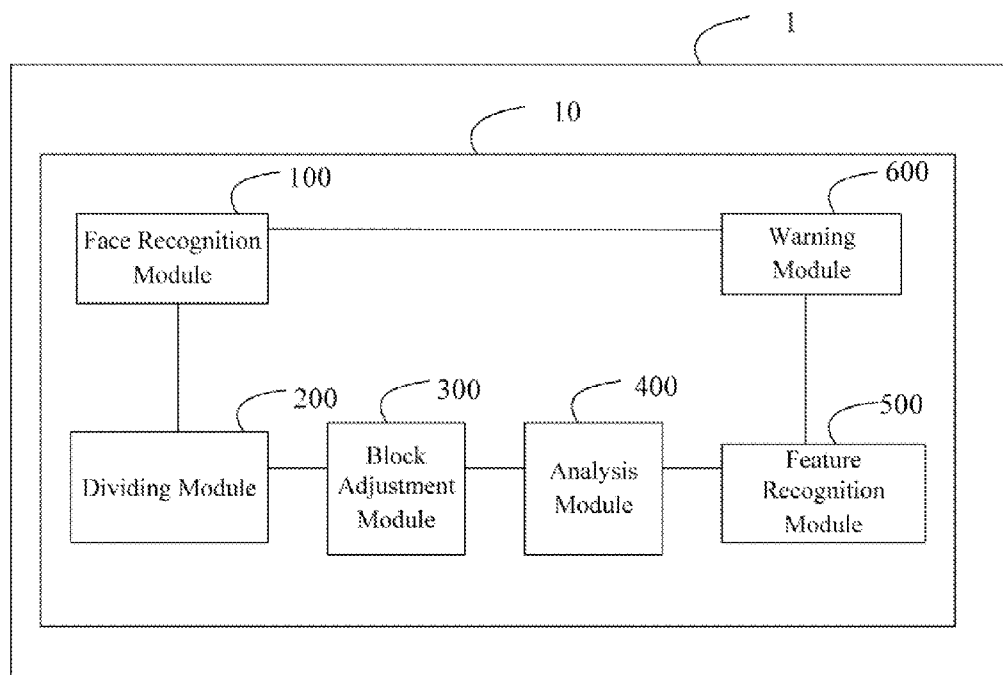 1
10
100
600
Face Recognition
Module
Warning
Module
200
300
400
500
Dividing Module
Block
Adjustment
Module
Analysis
Module
Feature
Recognition
Module